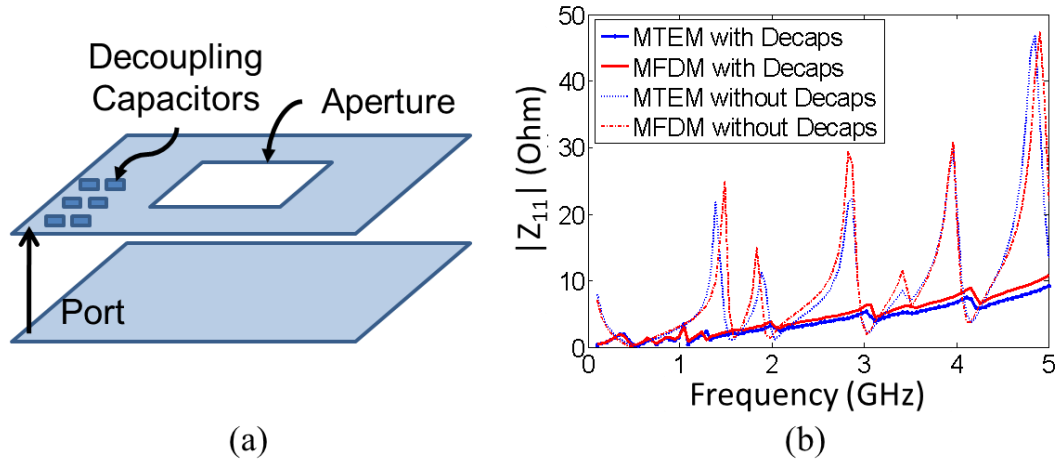 Decoupling
Capacitors
Aperture
Port
(a)
50
40
30
20
10
0
|Z11| (Ohm)
MTEM with Decaps
MFDM with Decaps
MTEM without Decaps
MFDM without Decaps
0 1 2 3 4 5
Frequency (GHz)
(b)